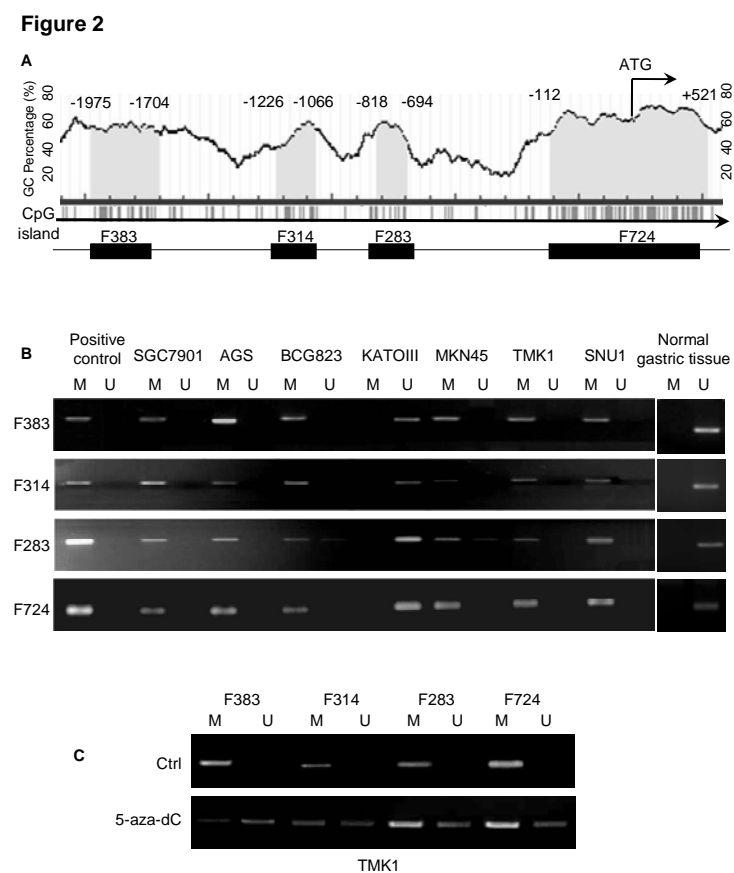 Figure 2
A
ATG
GC Percentage (%)
20 40 60 80
-1975 -1704 -1226 -1066 -818 -694 -112 +521
20 40 60 80
CpG
island
F383 F314 F283 F724
B
Positive
control SGC7901 AGS BCG823 KATOIII MKN45 TMK1 SNU1 Normal
gastric tissue
M U M U M U M U M U M U M U M U M U
F383
F314
F283
F724
C
F383 F314 F283 F724
M U M U M U M U
Ctrl
5-aza-dC
TMK1